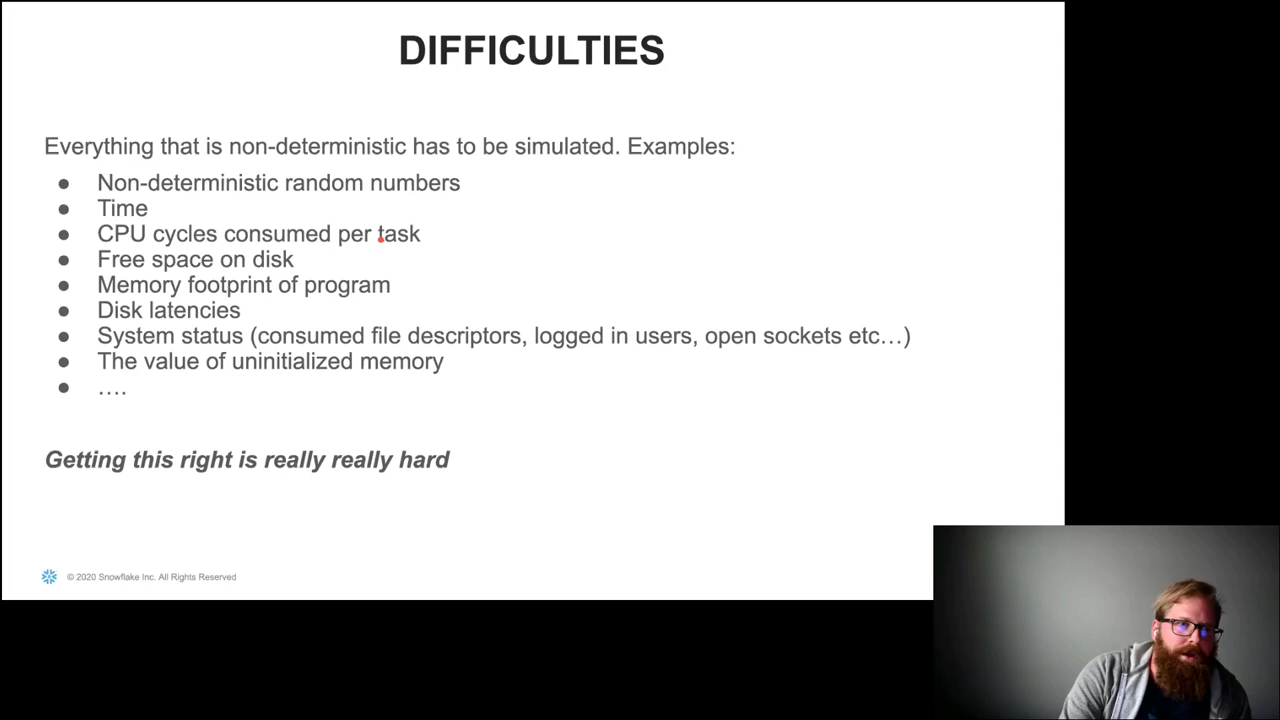 DIFFICULTIES
Everything that is non-deterministic has to be simulated. Examples:
● Non-deterministic random numbers
● Time
● CPU cycles consumed per task
● Free space on disk
● Memory footprint of program
● Disk latencies
● System status (consumed file descriptors, logged in users, open sockets etc…)
● The value of uninitialized memory
● ….
Getting this right is really really hard
© 2020 Snowflake Inc. All Rights Reserved